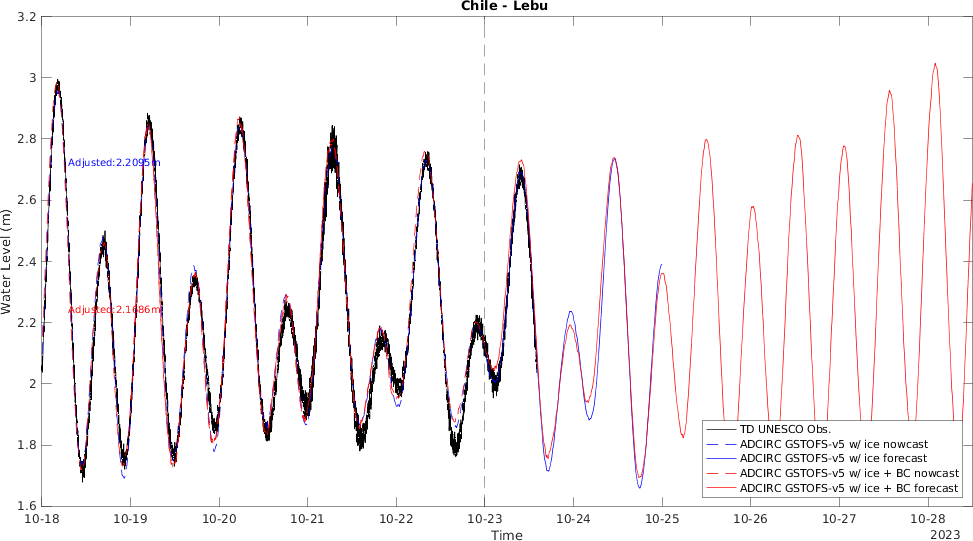 Chile - Lebu
3.2
3
2.8
2.6
2.4
2.2
2
1.8
1.6
Water Level (m)
Adjusted:2.2095m
Adjusted:2.1686m
TD UNESCO Obs.
ADCIRC GSTOFS-v5 w/ ice nowcast
ADCIRC GSTOFS-v5 w/ ice forecast
ADCIRC GSTOFS-v5 w/ ice + BC nowcast
ADCIRC GSTOFS-v5 w/ ice + BC forecast
10-18 10-19 10-20 10-21 10-22 10-23 10-24 10-25 10-26 10-27 10-28
2023
Time